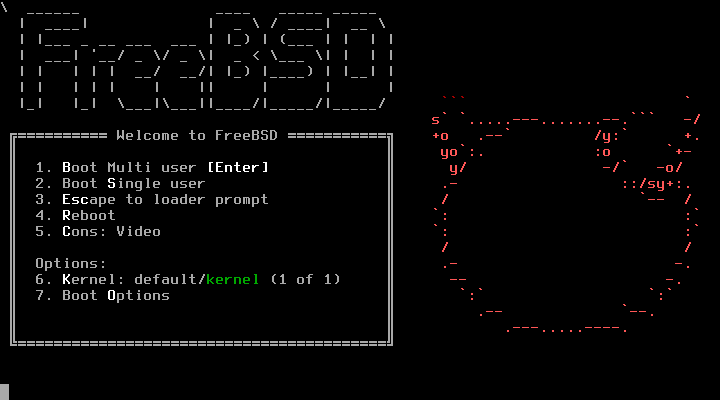 FreeBSD
Welcome to FreeBSD
1. Boot Multi user [Enter]
2. Boot Single user
3. Escape to loader prompt
4. Reboot
5. Cons: Video
Options:
6. Kernel: default/kernel (1 of 1)
7. Boot Options